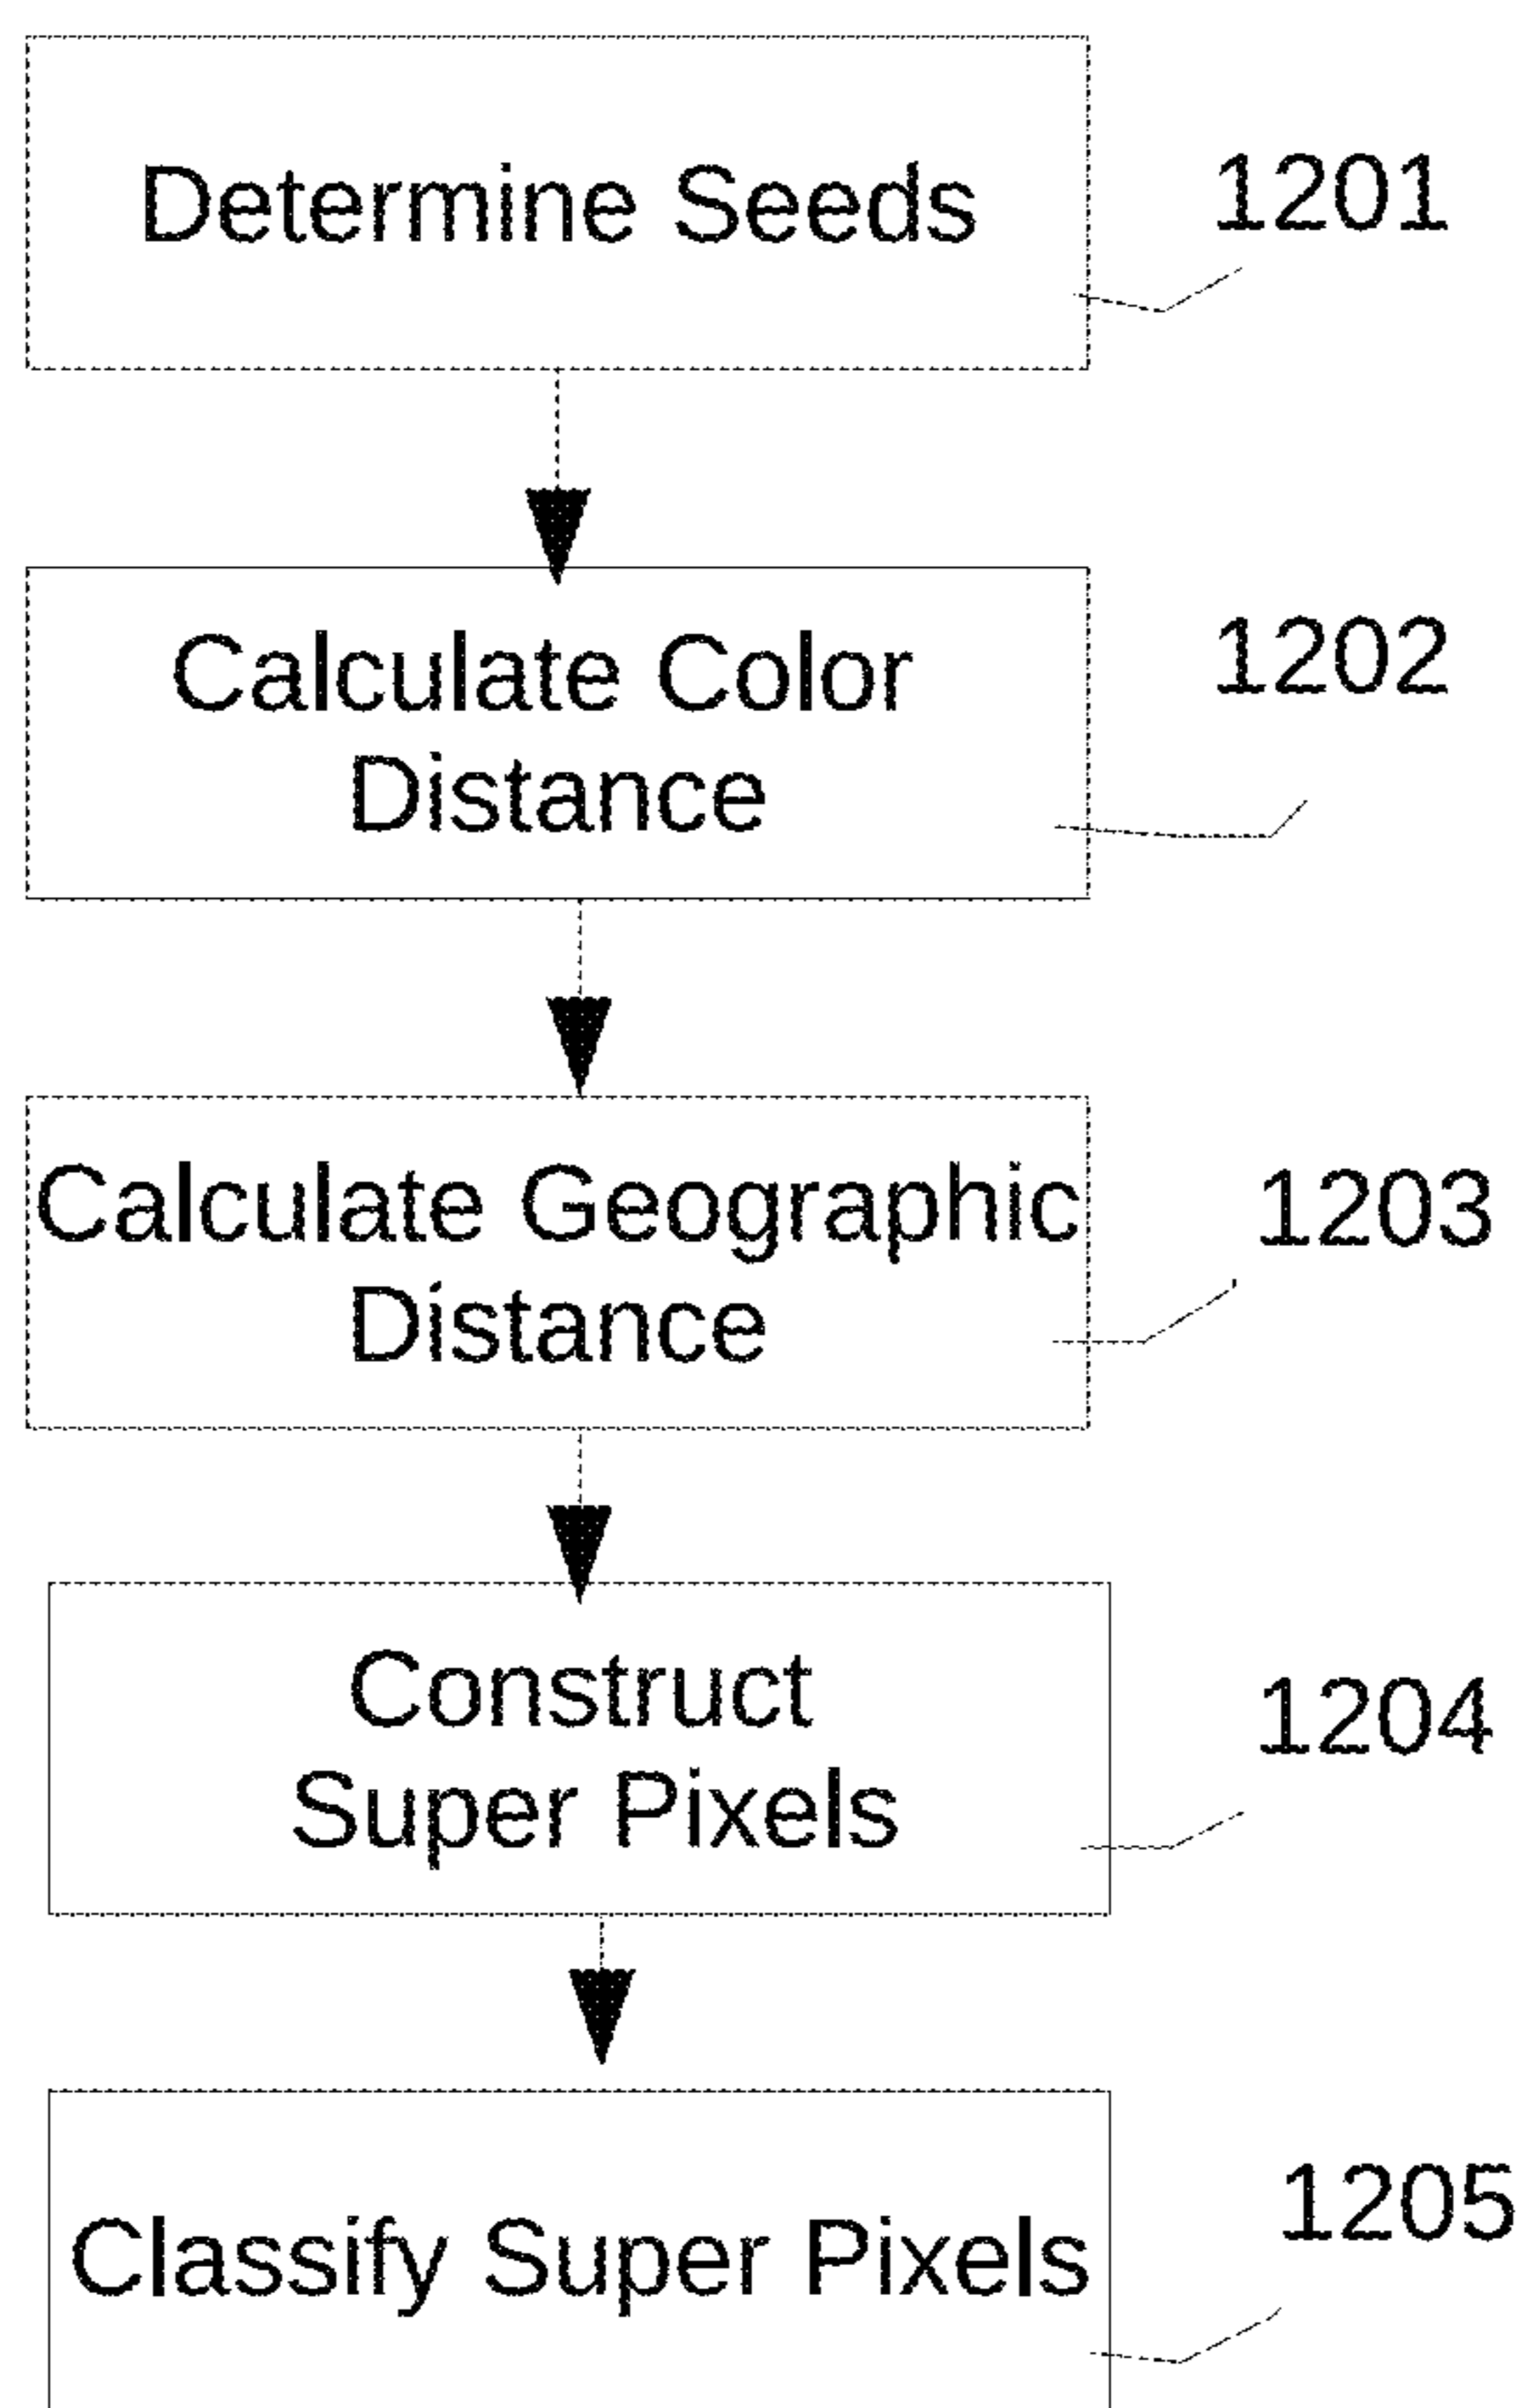 Determine Seeds
1201
Calculate Color
Distance
1202
Calculate Geographic
Distance
1203
Construct
Super Pixels
1204
Classify Super Pixels
1205